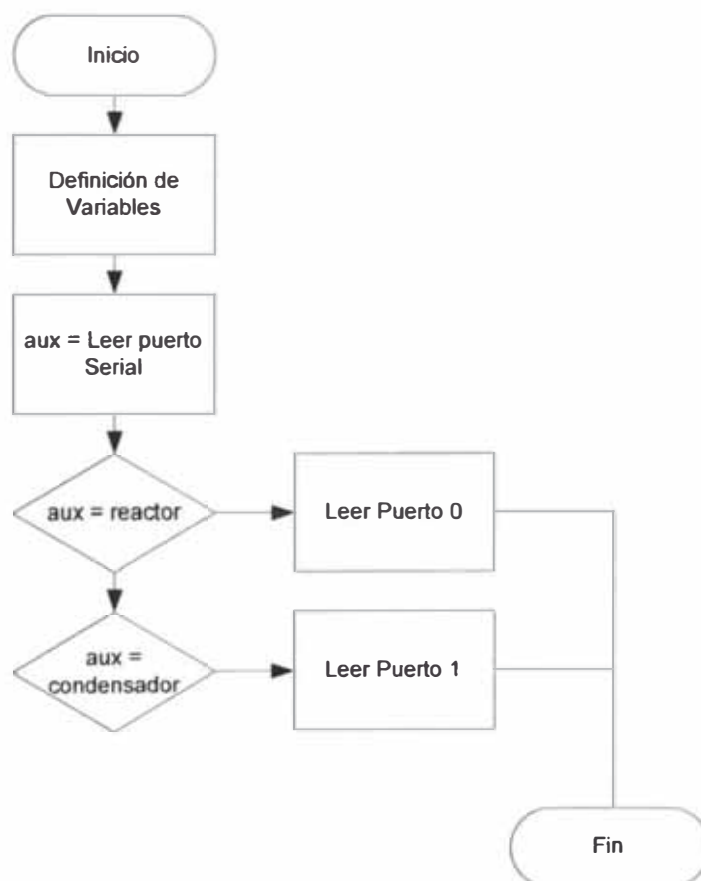 Inicio
Definición de
Variables
aux = Leer puerto
Serial
aux = reactor
Leer Puerto 0
aux =
condensador
Leer Puerto 1
Fin